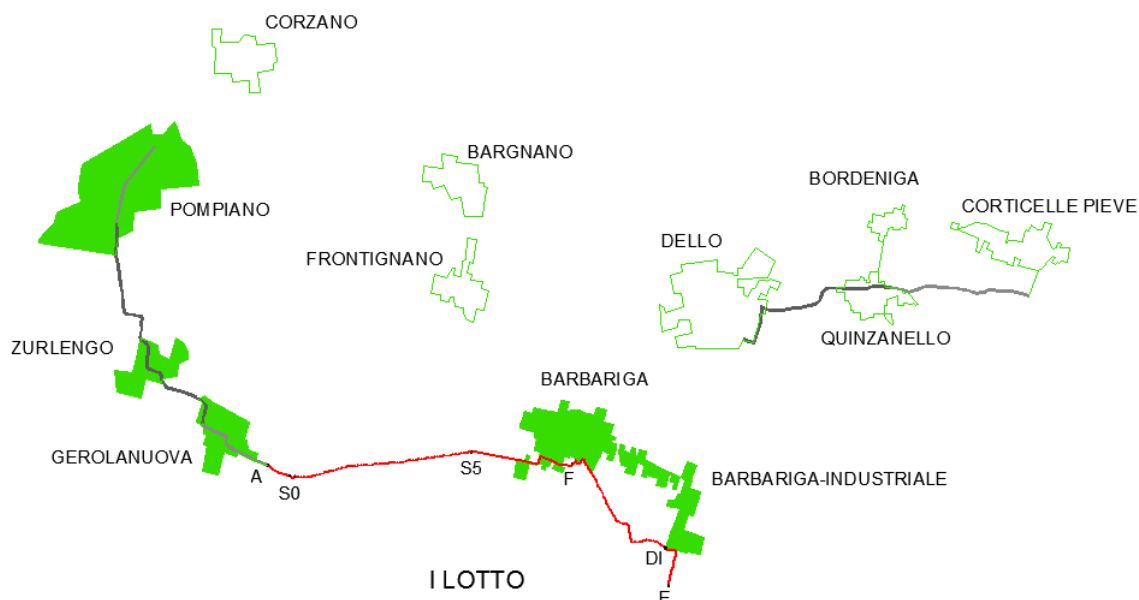 CORZANO
BARGNANO
BORDENIGA
CORTICELLE PIEVE
POMPIANO
DELLO
FRONTIGNANO
QUINZANELLO
ZURLENGO
BARBARIGA
GEROLANUOVA
A
S0
S5
F
BARBARIGA-INDUSTRIALE
DI
I LOTTO